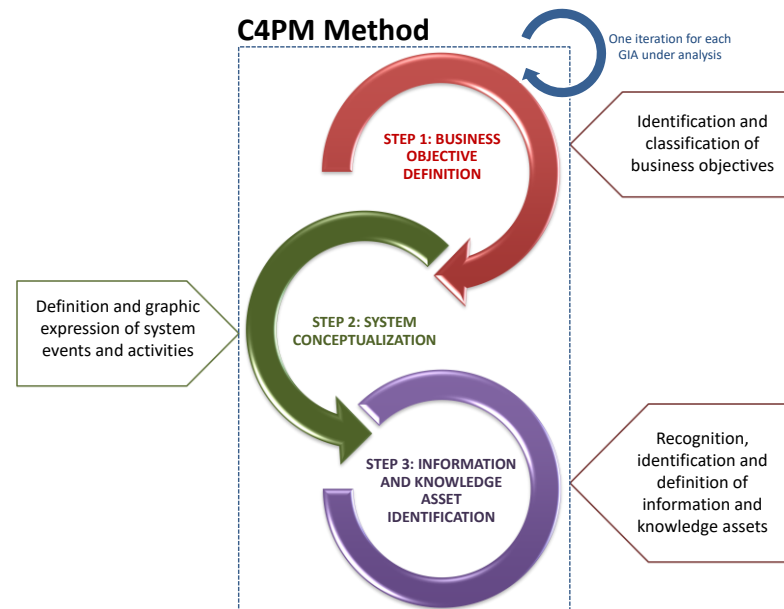 C4PM Method
One iteration for each
GIA under analysis
STEP 1: BUSINESS
OBJECTIVE
DEFINITION
Identification and
classification of
business objectives
Definition and graphic
expression of system
events and activities
STEP 2: SYSTEM
CONCEPTUALIZATION
STEP 3: INFORMATION
AND KNOWLEDGE
ASSET
IDENTIFICATION
Recognition,
identification and
definition of
information and
knowledge assets